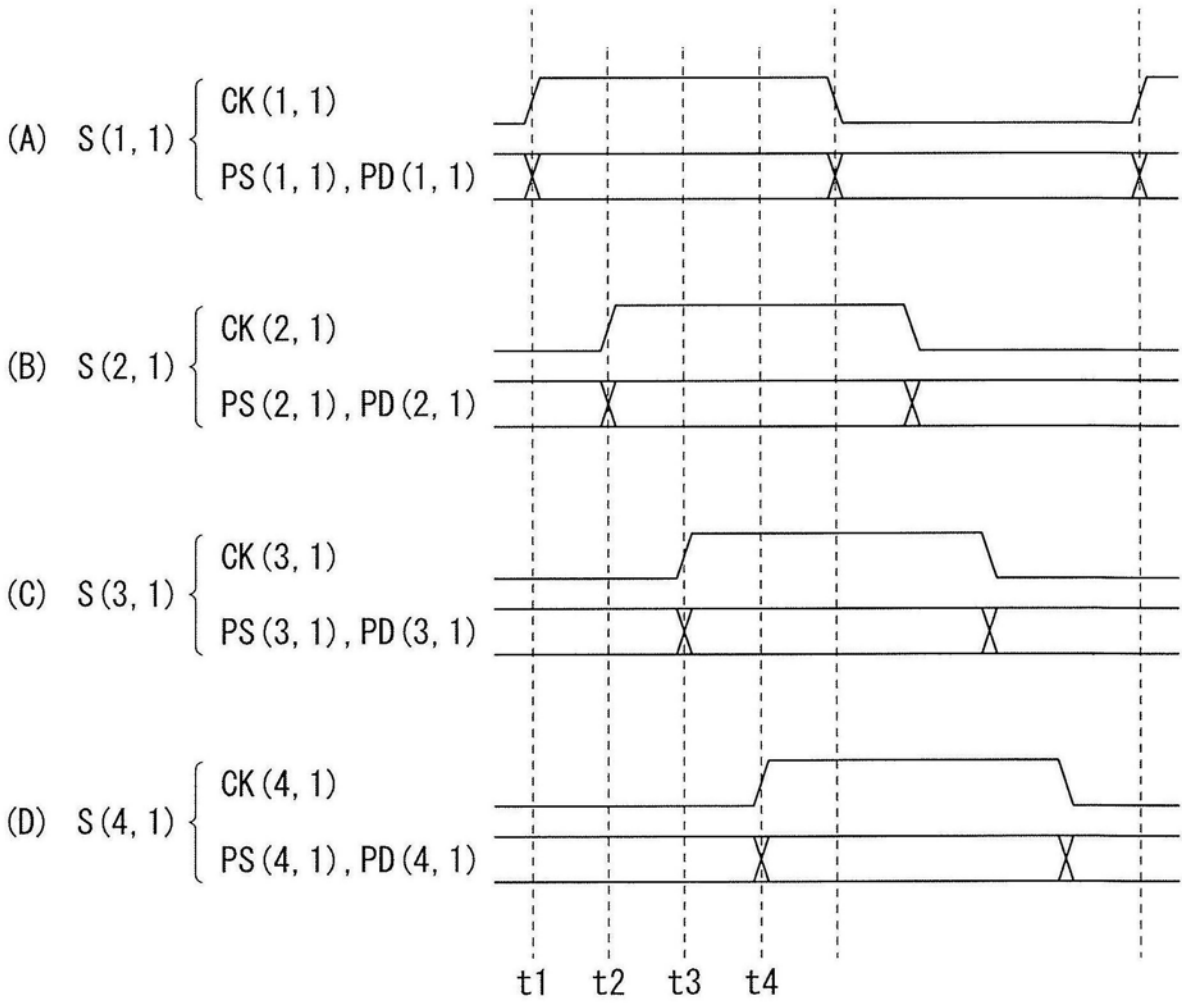 CK(1,1)
(A) S(1,1)
PS(1,1),PD(1,1)
CK(2,1)
(B) S(2,1)
PS(2,1),PD(2,1)
CK(3,1)
(C) S(3,1)
PS(3,1),PD(3,1)
CK(4,1)
(D) S(4,1)
PS(4,1),PD(4,1)
t1 t2 t3 t4